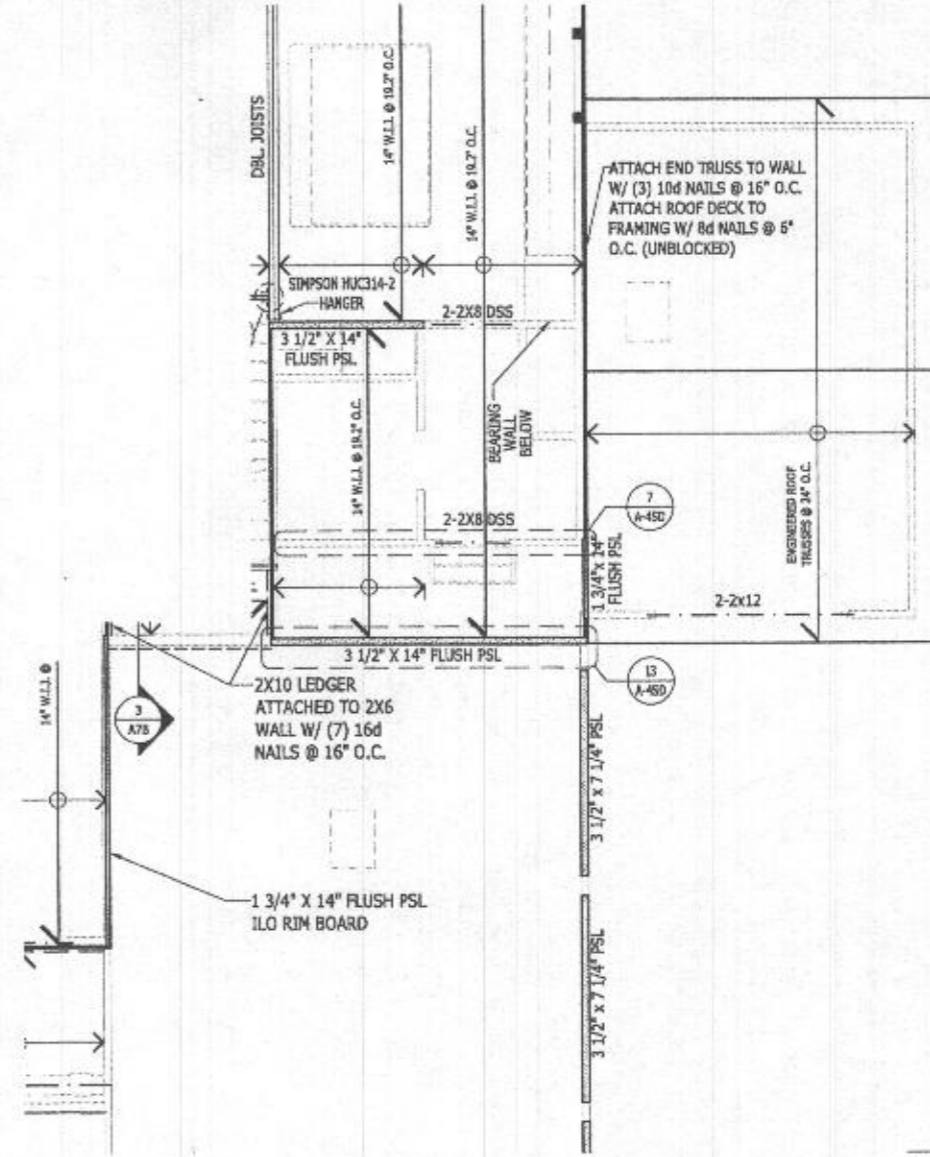 DBL JOISTS
14" W.I.J. @ 19.2" O.C.
14" W.I.J. @ 19.2" O.C.
ATTACH END TRUSS TO WALL
W/ (3) 10d NAILS @ 16" O.C.
ATTACH ROOF DECK TO
FRAMING W/ 8d NAILS @ 6"
O.C. (UNBLOCKED)
SIMPSON HUC314-2
HANGER
2-2X8 DSS
3 1/2" X 14"
FLUSH PSL
14" W.I.J. @ 19.2" O.C.
BEARING
WALL
BELOW
2-2X8 DSS
7
A-450
1 3/4" x 14"
FLUSH PSL
ENGINEERED ROOF
TRUSSES @ 24" O.C.
2-2x12
3 1/2" X 14" FLUSH PSL
13
A-450
14" W.I.J. @
3
A7B
2X10 LEDGER
ATTACHED TO 2X6
WALL W/ (7) 16d
NAILS @ 16" O.C.
3 1/2" x 7 1/4" PSL
1 3/4" X 14" FLUSH PSL
ILO RIM BOARD
3 1/2" x 7 1/4" PSL